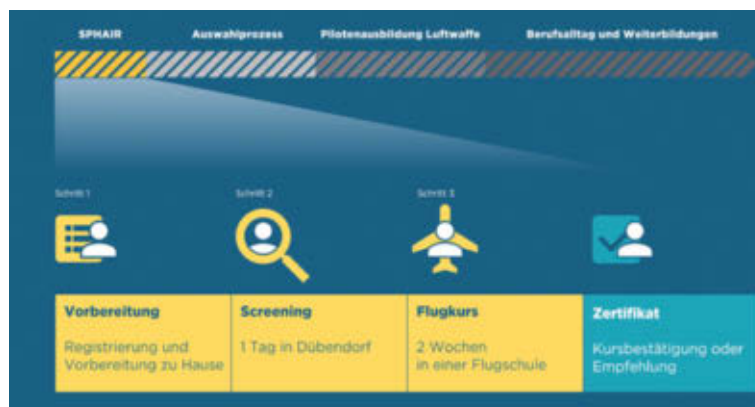 SPHAIR Auswahlprozess Pilotenausbildung Luftwaffe Berufsalltag und Weiterbildungen
Schritt 1 Schritt 2 Schritt 3
Vorbereitung
Registrierung und
Vorbereitung zu Hause
Screening
1 Tag in Dübendorf
Flugkurs
2 Wochen
in einer Flugschule
Zertifikat
Kursbestätigung oder
Empfehlung